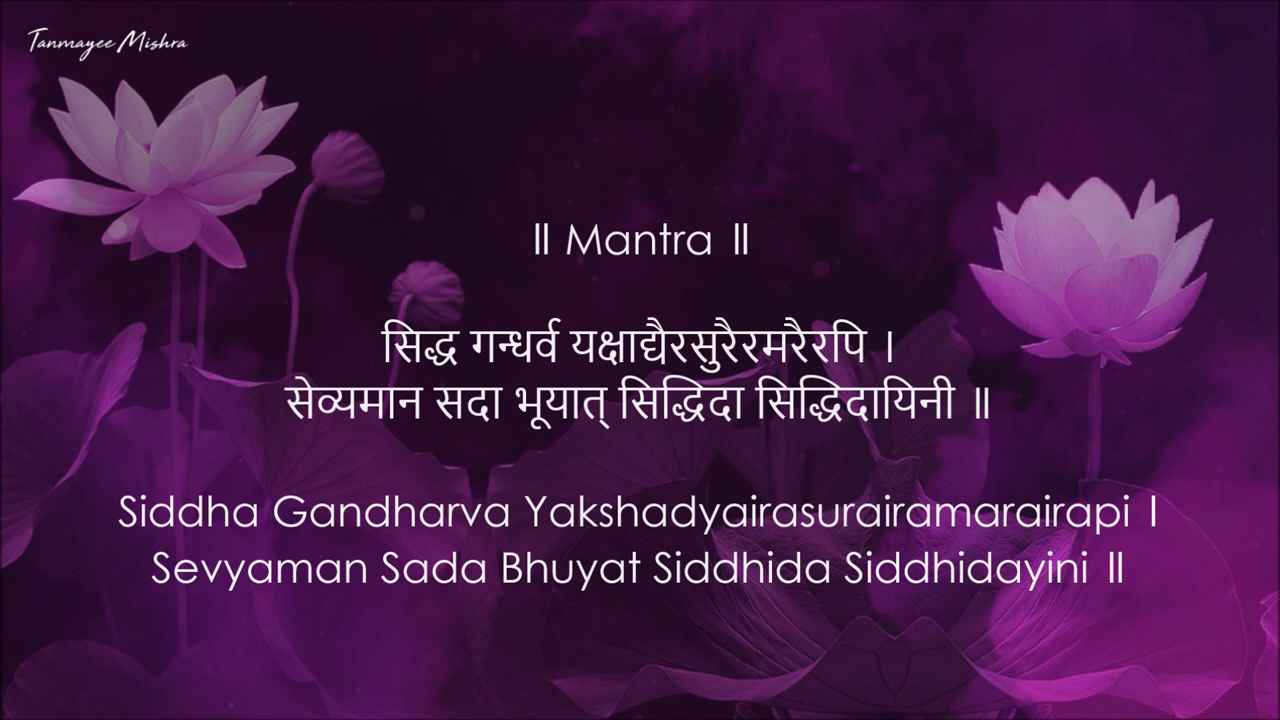 Tanmayee Mishra
॥ Mantra ॥
सिद्ध गन्धर्व यक्षाद्यैरसुरैरमरैरपि ।
सेव्यमान सदा भूयात् सिद्धिदा सिद्धिदायिनी ॥
Siddha Gandharva Yakshadyairasurairamarairapi ।
Sevyaman Sada Bhuyat Siddhida Siddhidayini ॥